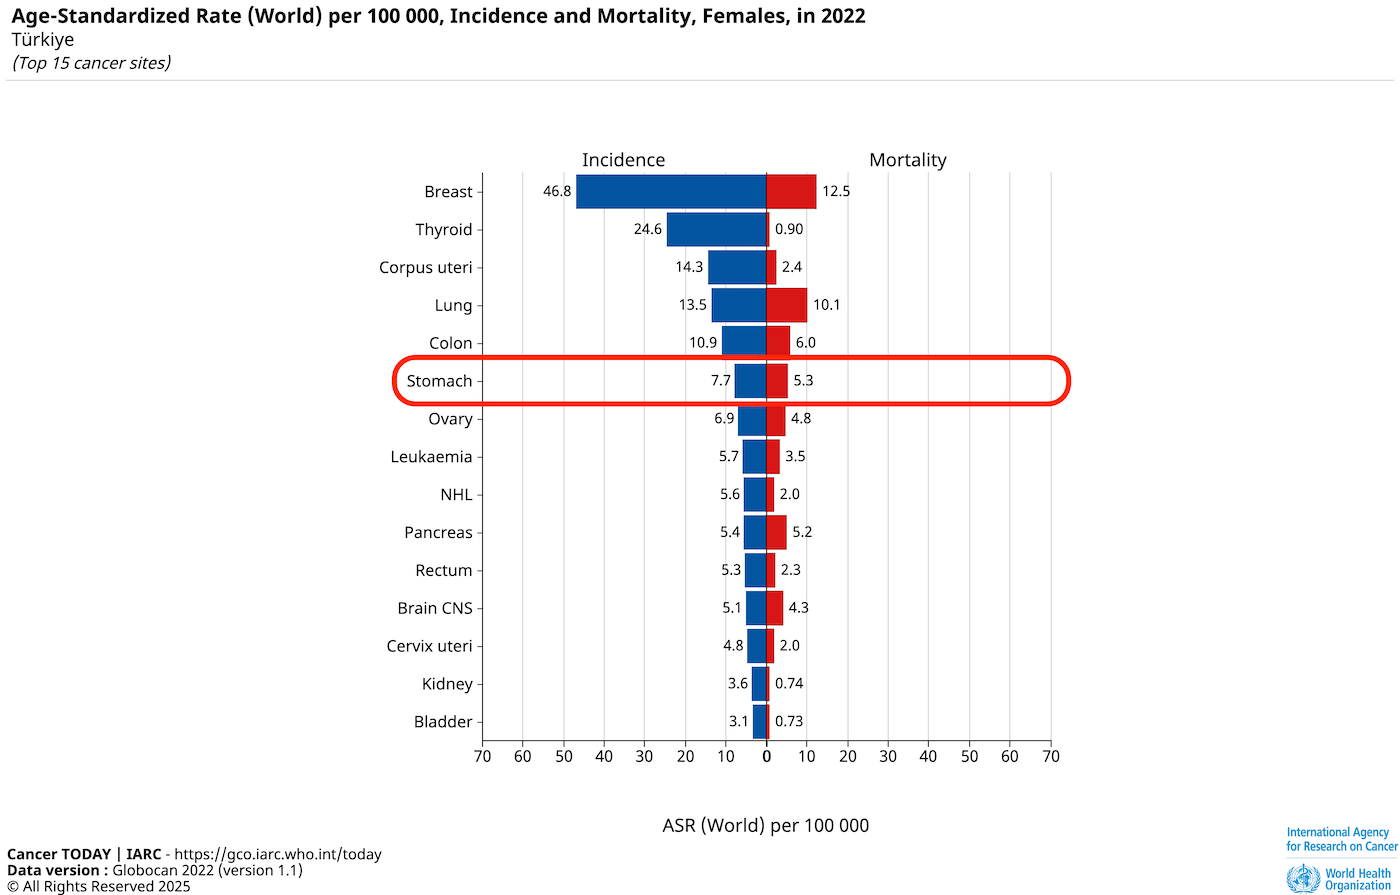 Age-Standardized Rate (World) per 100 000, Incidence and Mortality, Females, in 2022
Türkiye
(Top 15 cancer sites)
Incidence Mortality
Breast 46.8 12.5
Thyroid 24.6 0.90
Corpus uteri 14.3 2.4
Lung 13.5 10.1
Colon 10.9 6.0
Stomach 7.7 5.3
Ovary 6.9 4.8
Leukaemia 5.7 3.5
NHL 5.6 2.0
Pancreas 5.4 5.2
Rectum 5.3 2.3
Brain CNS 5.1 4.3
Cervix uteri 4.8 2.0
Kidney 3.6 0.74
Bladder 3.1 0.73
70 60 50 40 30 20 10 0 10 20 30 40 50 60 70
ASR (World) per 100 000
Cancer TODAY | IARC - https://gco.iarc.who.int/today
Data version : Globocan 2022 (version 1.1)
© All Rights Reserved 2025
International Agency
for Research on Cancer
World Health
Organization